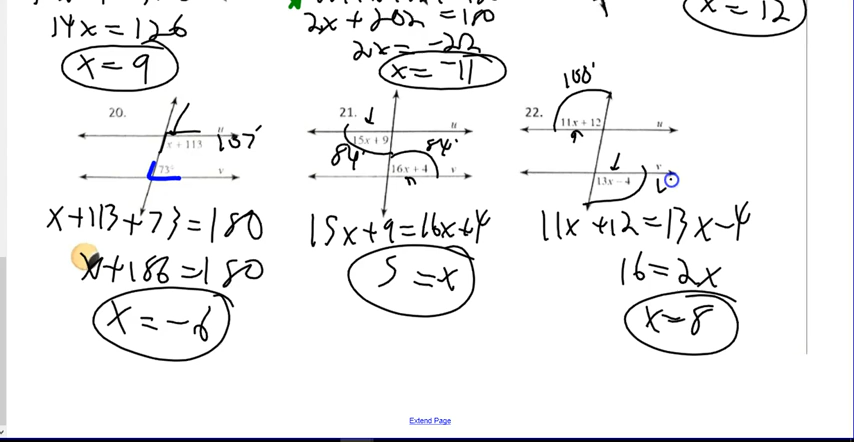 14x = 126
x = 9
2x + 202 = 180
2x = -22
x = -11
x = 12
20.
u
x + 113
107°
73°
v
x+113+73=180
x+186=180
x = -6
21.
15x + 9
u
84°
84°
16x + 4
v
15x+9=16x+4
5 = x
22.
100°
11x + 12
u
v
13x - 4
11x+12=13x-4
16=2x
x=8
Extend Page